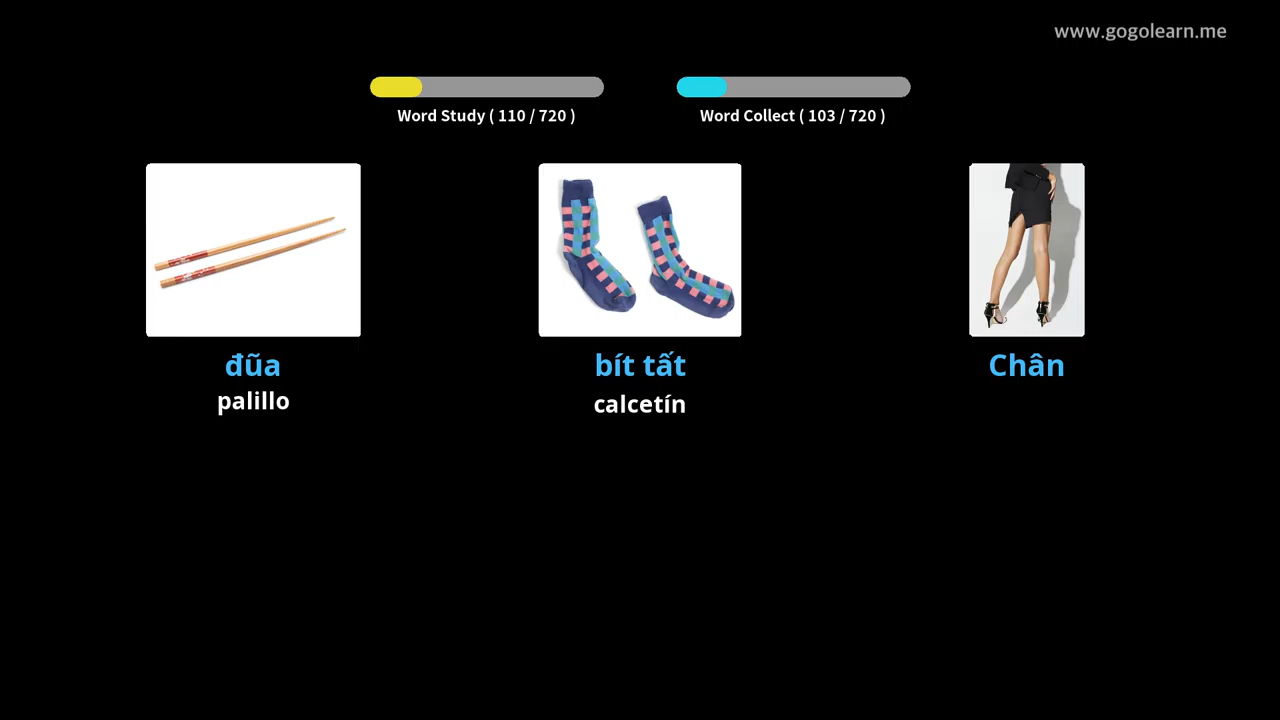 www.gogolearn.me
Word Study ( 110 / 720 )
Word Collect ( 103 / 720 )
đũa
bít tất
Chân
palillo
calcetín